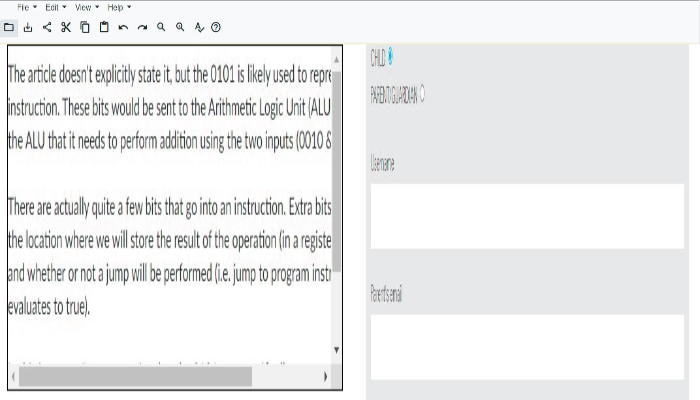 File Edit View Help
The article doesn't explicitly state it, but the 0101 is likely used to repre
instruction. These bits would be sent to the Arithmetic Logic Unit (ALU
the ALU that it needs to perform addition using the two inputs (0010 &
There are actually quite a few bits that go into an instruction. Extra bits
the location where we will store the result of the operation (in a registe
and whether or not a jump will be performed (i.e. jump to program instr
evaluates to true).
CHILD
PARENT/GUARDIAN
Username
Parent's email